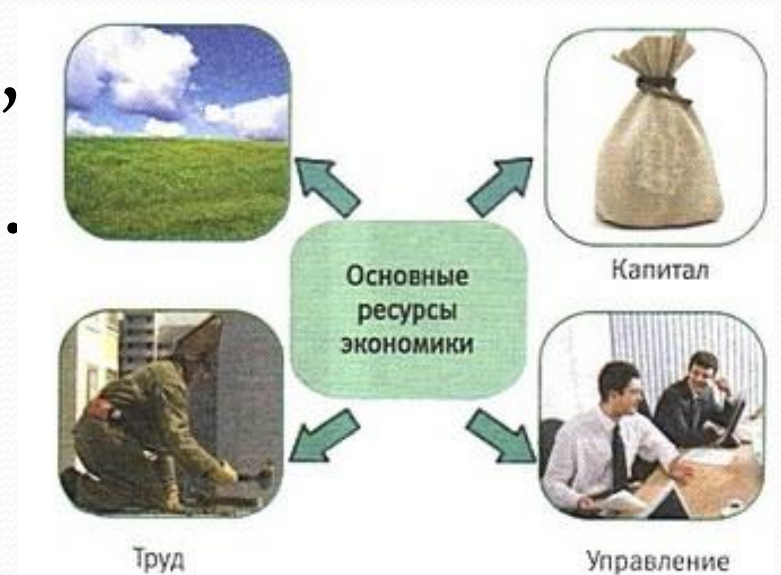 ,
.
Капитал
Основные
ресурсы
экономики
Труд
Управление